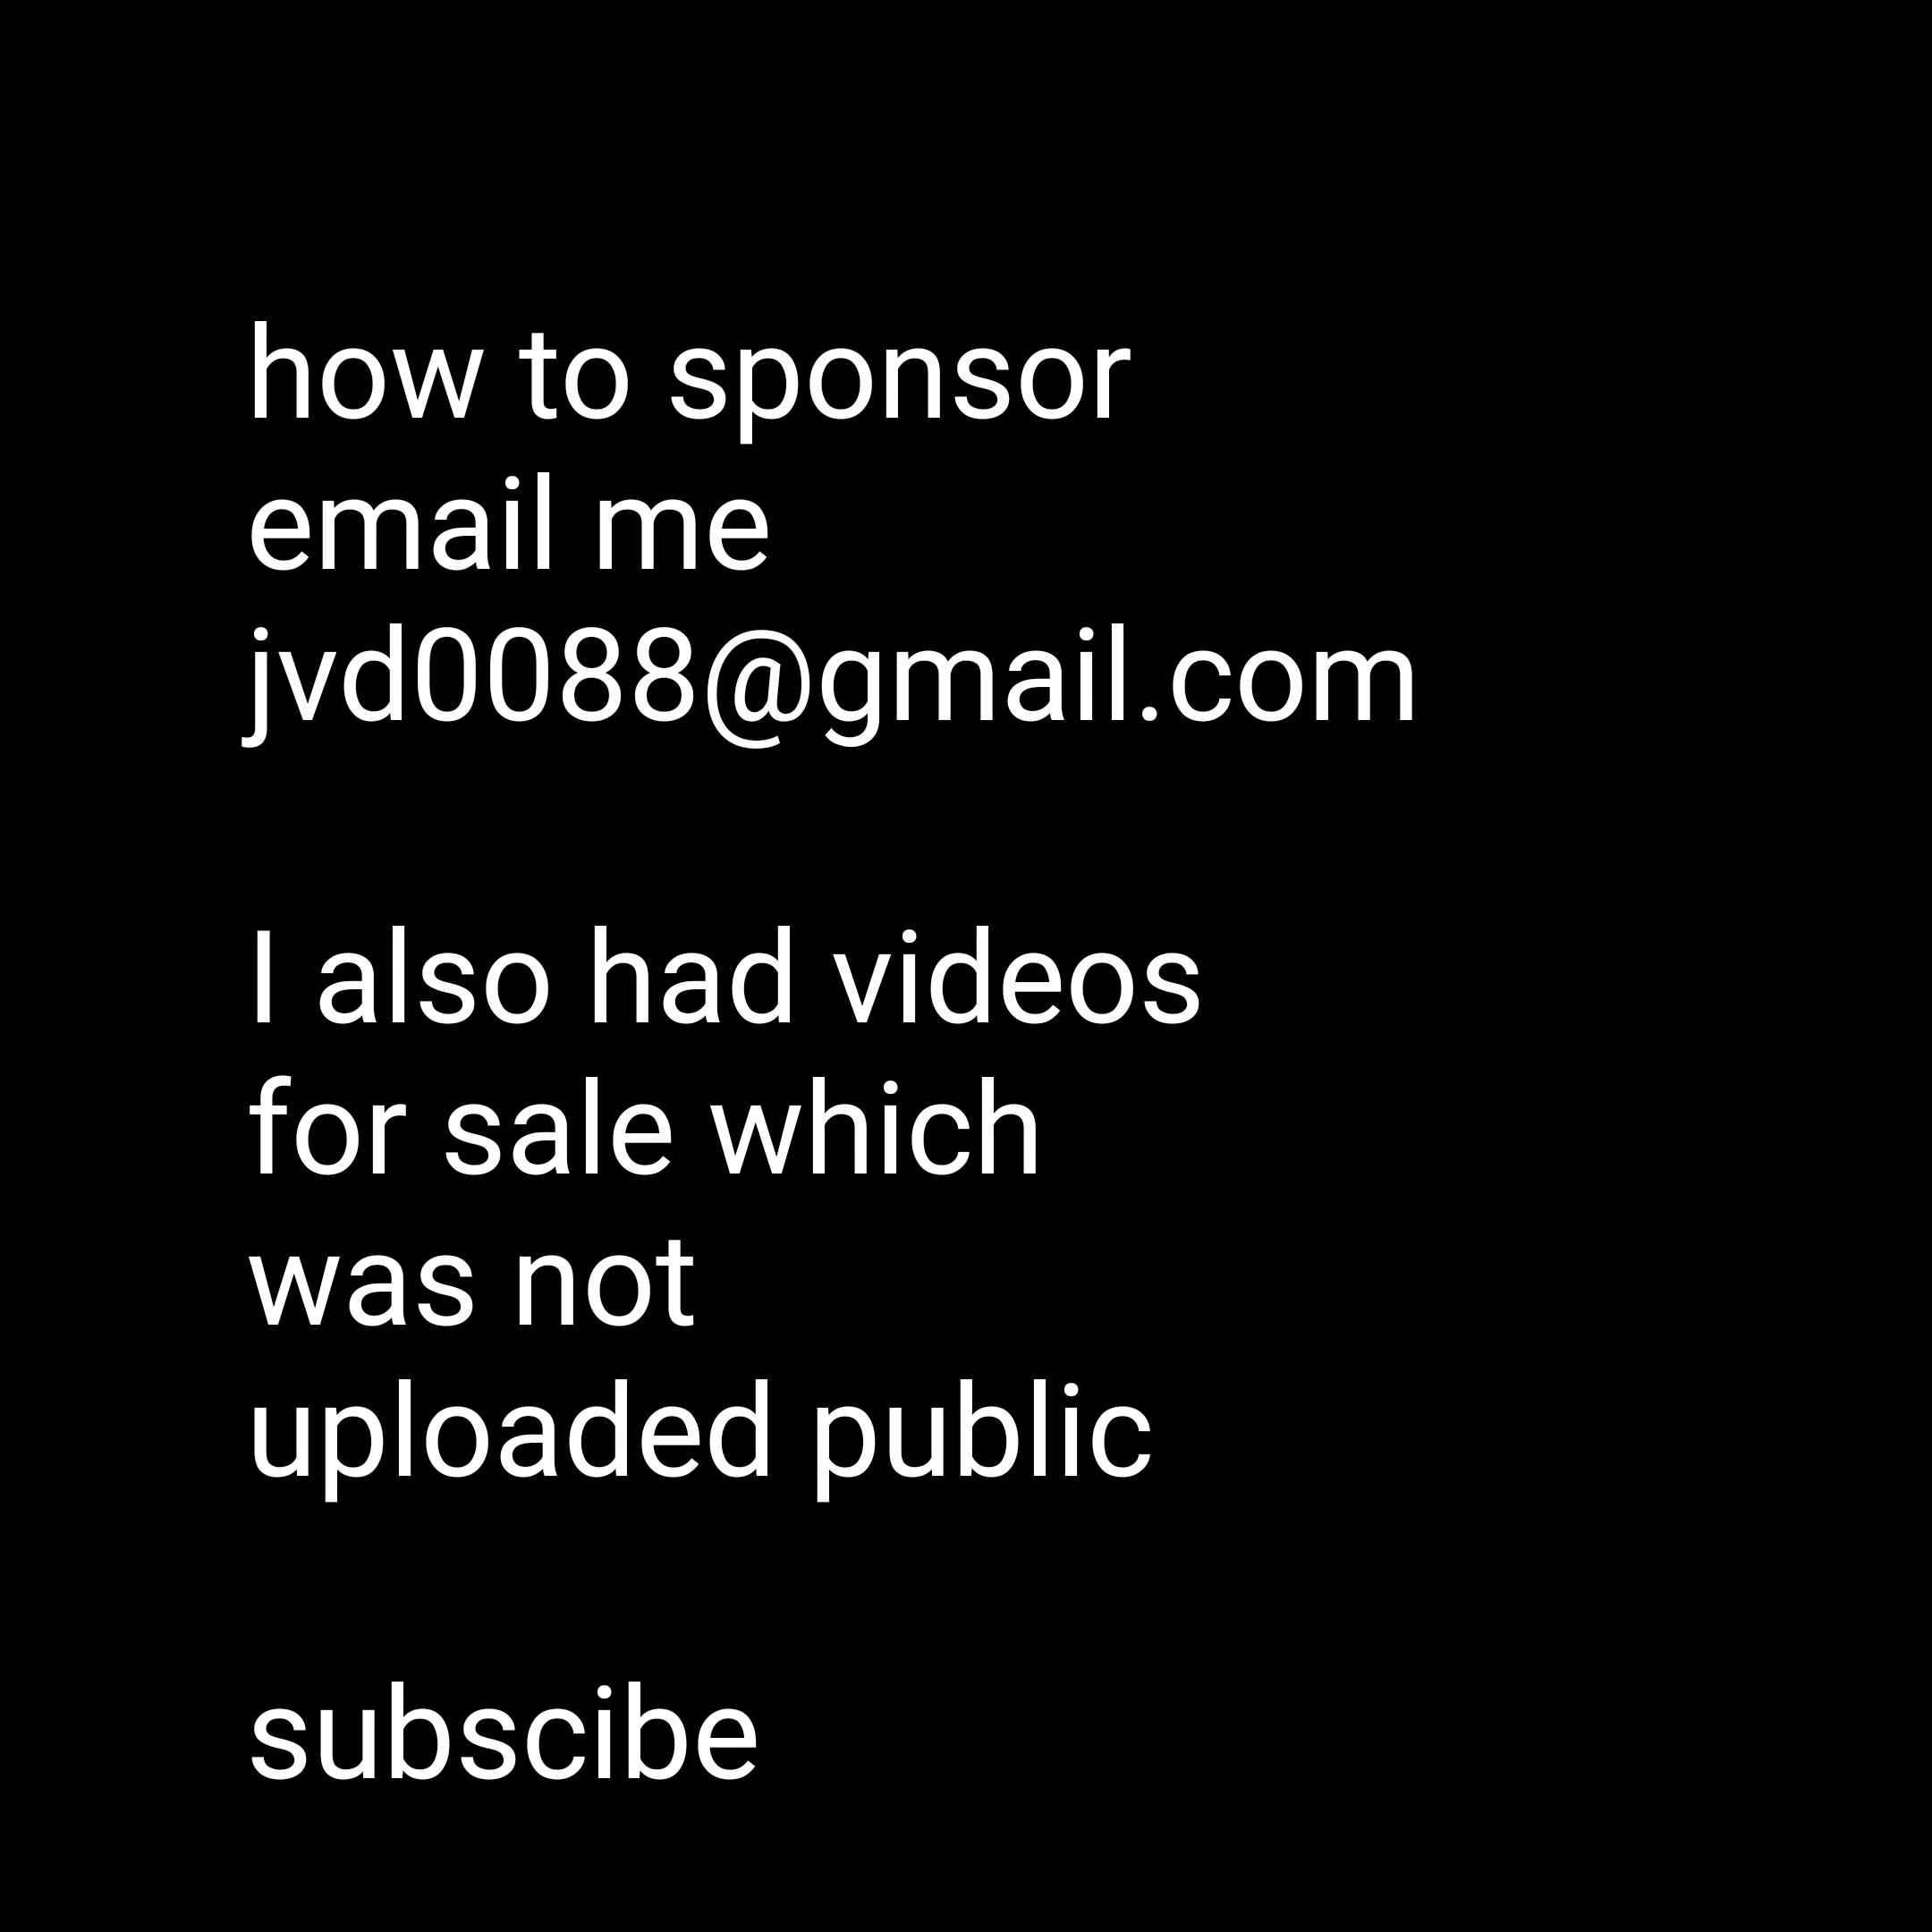 how to sponsor
email me
jvd0088@gmail.com
I also had videos
for sale which
was not
uploaded public
subscibe